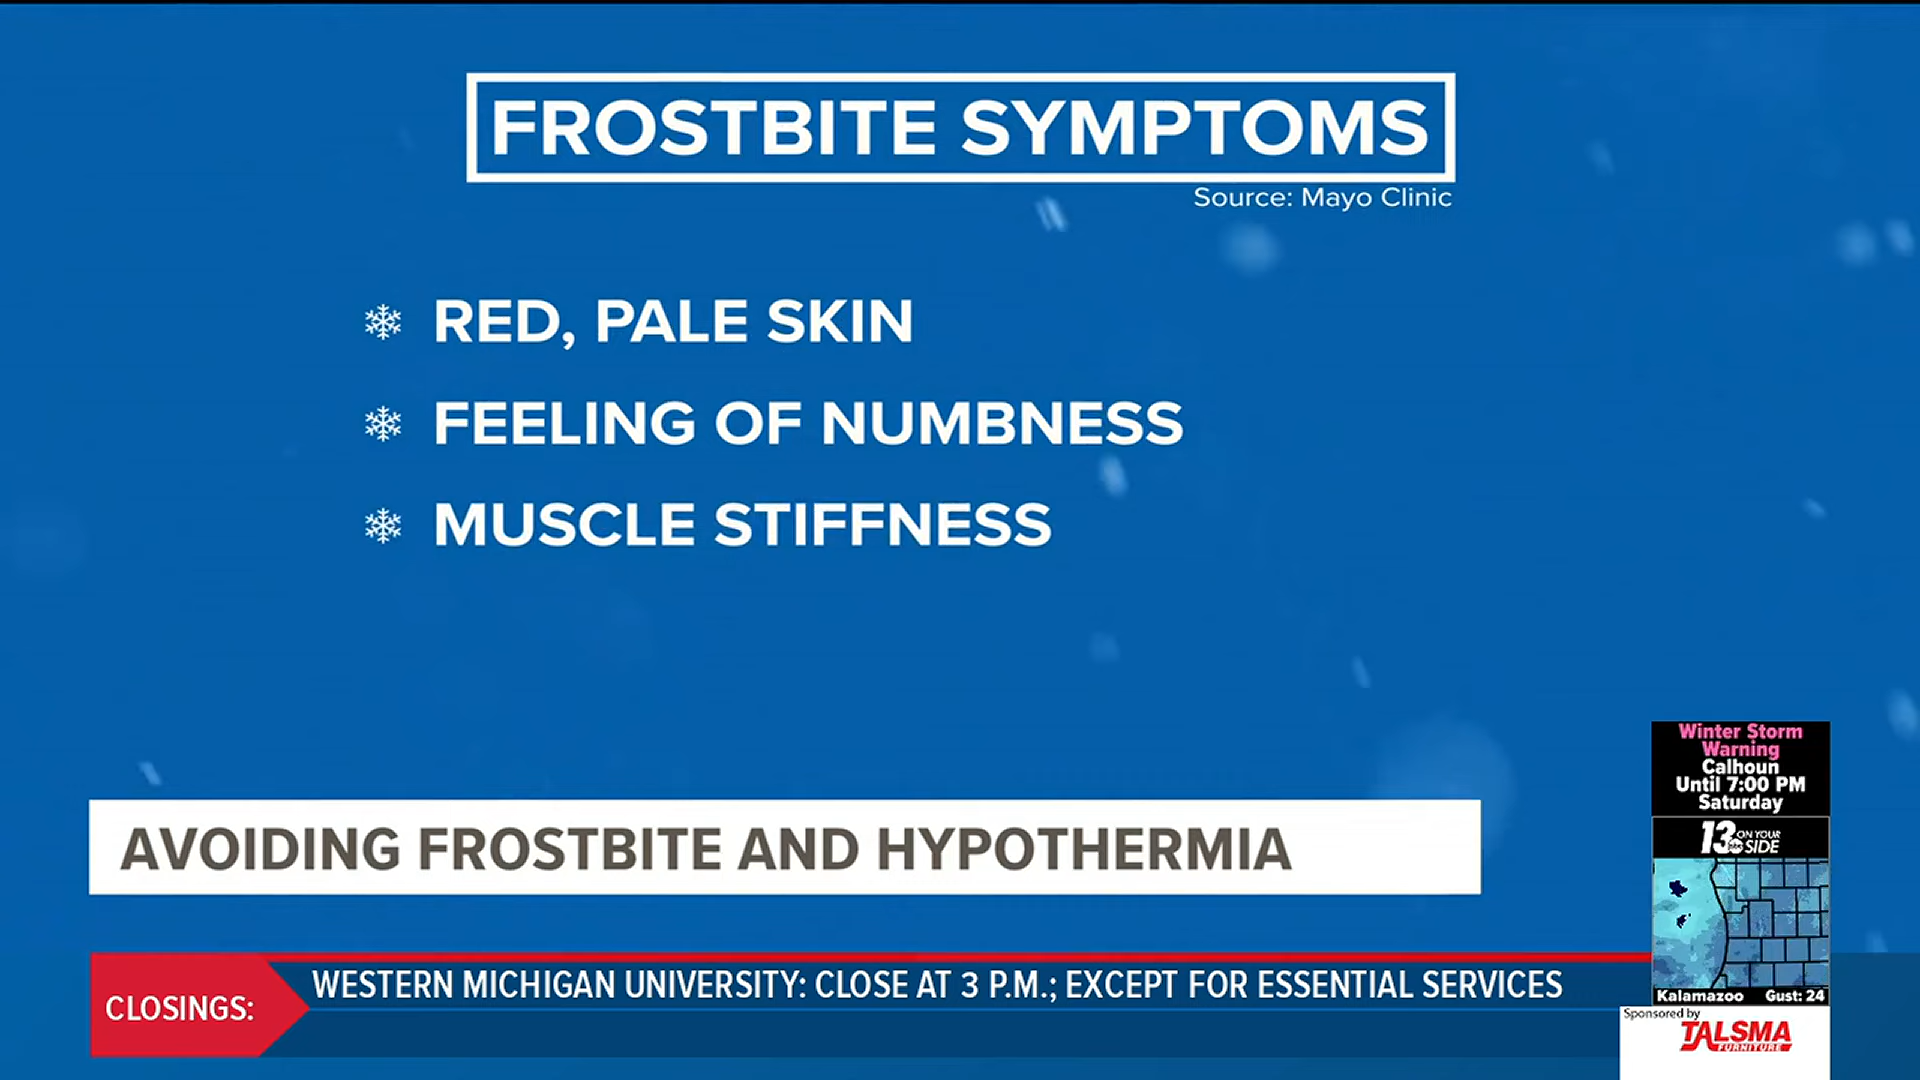 FROSTBITE SYMPTOMS
Source: Mayo Clinic
RED, PALE SKIN
FEELING OF NUMBNESS
MUSCLE STIFFNESS
AVOIDING FROSTBITE AND HYPOTHERMIA
CLOSINGS:
WESTERN MICHIGAN UNIVERSITY: CLOSE AT 3 P.M.; EXCEPT FOR ESSENTIAL SERVICES
Winter Storm
Warning
Calhoun
Until 7:00 PM
Saturday
13 ON YOUR
SIDE
Kalamazoo Gust: 24
Sponsored by
TALSMA
FURNITURE